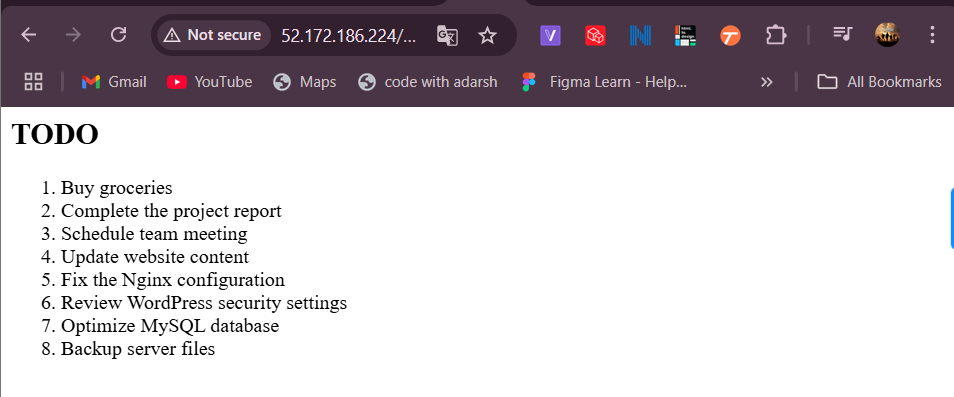 Not secure 52.172.186.224/...
Gmail YouTube Maps code with adarsh Figma Learn - Help... All Bookmarks
TODO
1. Buy groceries
2. Complete the project report
3. Schedule team meeting
4. Update website content
5. Fix the Nginx configuration
6. Review WordPress security settings
7. Optimize MySQL database
8. Backup server files